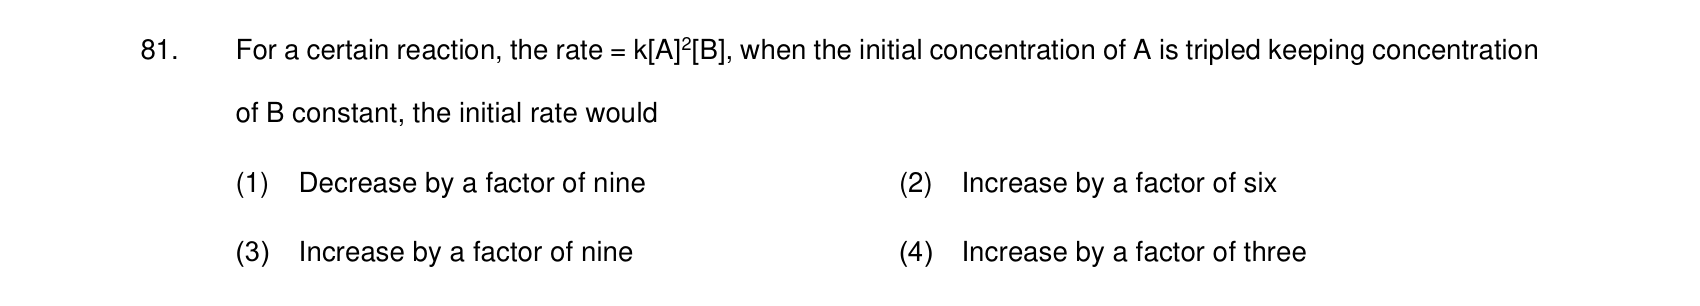 81. For a certain reaction, the rate = k[A]²[B], when the initial concentration of A is tripled keeping concentration
of B constant, the initial rate would
(1) Decrease by a factor of nine (2) Increase by a factor of six
(3) Increase by a factor of nine (4) Increase by a factor of three